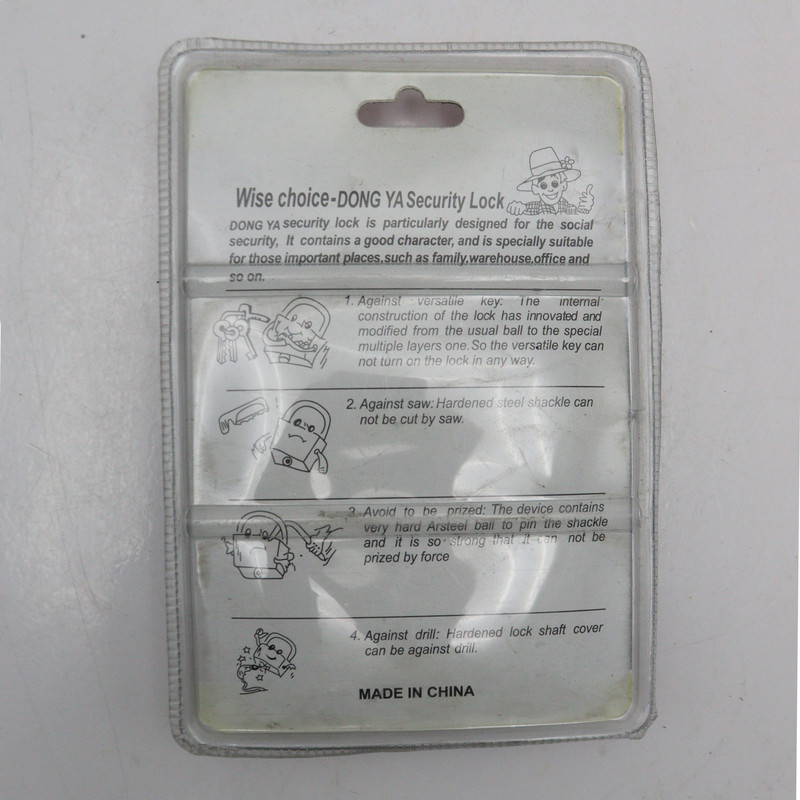 Wise choice-DONG YA Security Lock
DONG YA security lock is particularly designed for the social
security, It contains a good character, and is specially suitable
for those important places,such as family,warehouse,office and
so on.
1. Against versatile key: The internal
construction of the lock has innovated and
modified from the usual ball to the special
multiple layers one.So the versatile key can
not turn on the lock in any way.
2. Against saw: Hardened steel shackle can
not be cut by saw.
3. Avoid to be prized: The device contains
very hard Arsteel ball to pin the shackle
and it is so strong that it can not be
prized by force
4. Against drill: Hardened lock shaft cover
can be against drill.
MADE IN CHINA